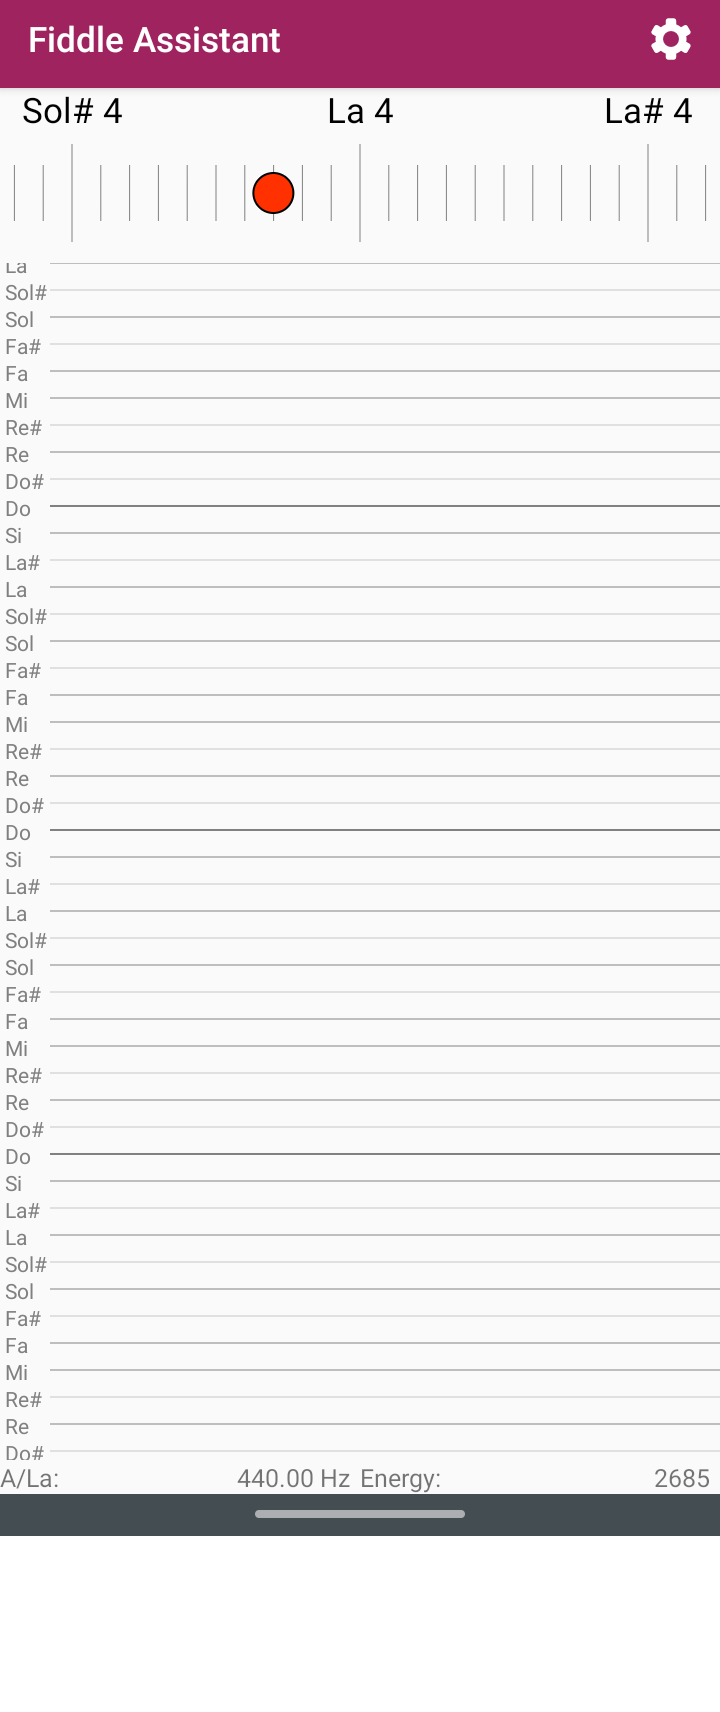 Fiddle Assistant
Sol# 4 La 4 La# 4
La
Sol#
Sol
Fa#
Fa
Mi
Re#
Re
Do#
Do
Si
La#
La
Sol#
Sol
Fa#
Fa
Mi
Re#
Re
Do#
Do
Si
La#
La
Sol#
Sol
Fa#
Fa
Mi
Re#
Re
Do#
Do
Si
La#
La
Sol#
Sol
Fa#
Fa
Mi
Re#
Re
Do#
A/La: 440.00 Hz Energy: 2685